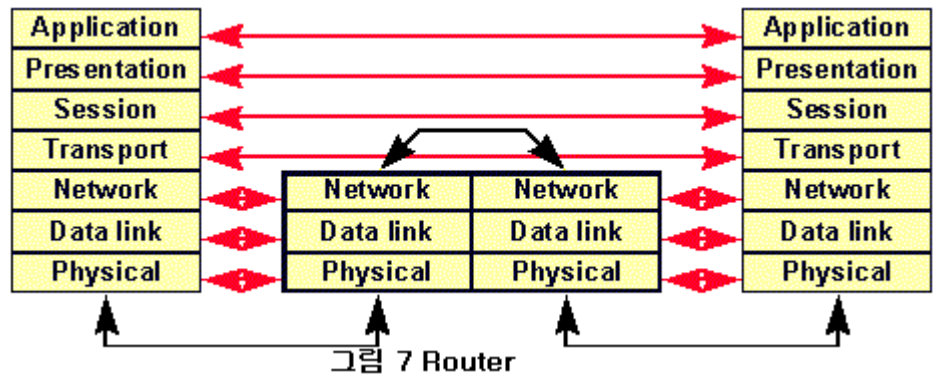 Application Application
Presentation Presentation
Session Session
Transport Transport
Network Network Network Network
Data link Data link Data link Data link
Physical Physical Physical Physical
그림 7 Router